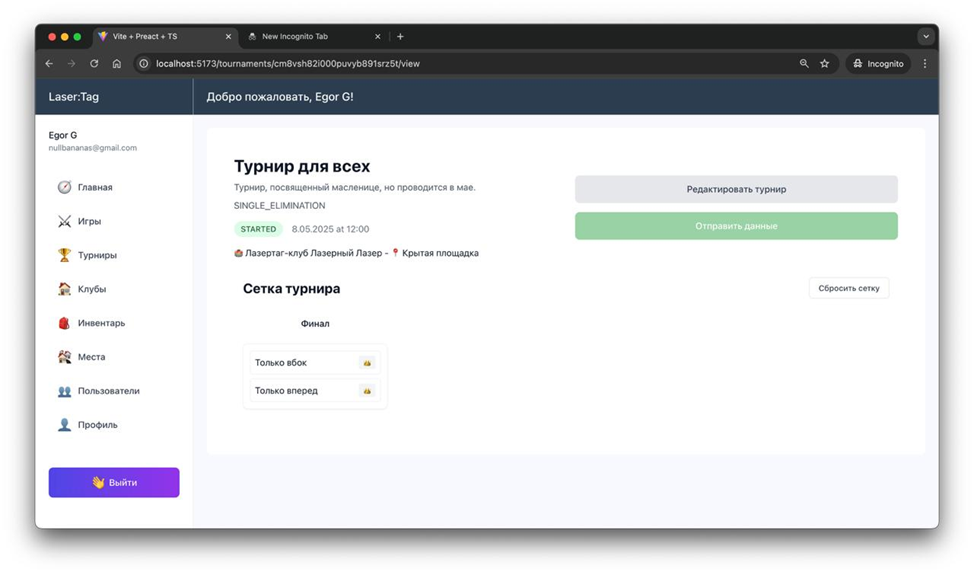 Vite + Preact + TS
New Incognito Tab
localhost:5173/tournaments/cm8vsh82i000puvyb891srz5t/view
Incognito
Laser:Tag
Добро пожаловать, Egor G!
Egor G
nullbananas@gmail.com
Главная
Игры
Турниры
Клубы
Инвентарь
Места
Пользователи
Профиль
Выйти
Турнир для всех
Турнир, посвященный масленице, но проводится в мае.
SINGLE_ELIMINATION
STARTED 8.05.2025 at 12:00
Лазертаг-клуб Лазерный Лазер - Крытая площадка
Редактировать турнир
Отправить данные
Сетка турнира
Сбросить сетку
Финал
Только вбок
Только вперед